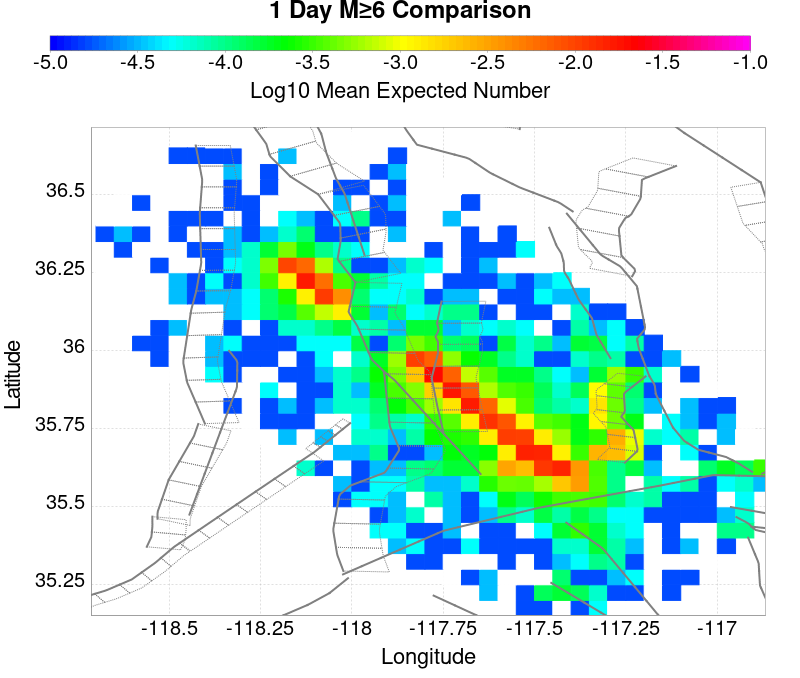 1 Day M≥6 Comparison
-5.0 -4.5 -4.0 -3.5 -3.0 -2.5 -2.0 -1.5 -1.0
Log10 Mean Expected Number
36.5
36.25
36
35.75
35.5
35.25
Latitude
-118.5 -118.25 -118 -117.75 -117.5 -117.25 -117
Longitude